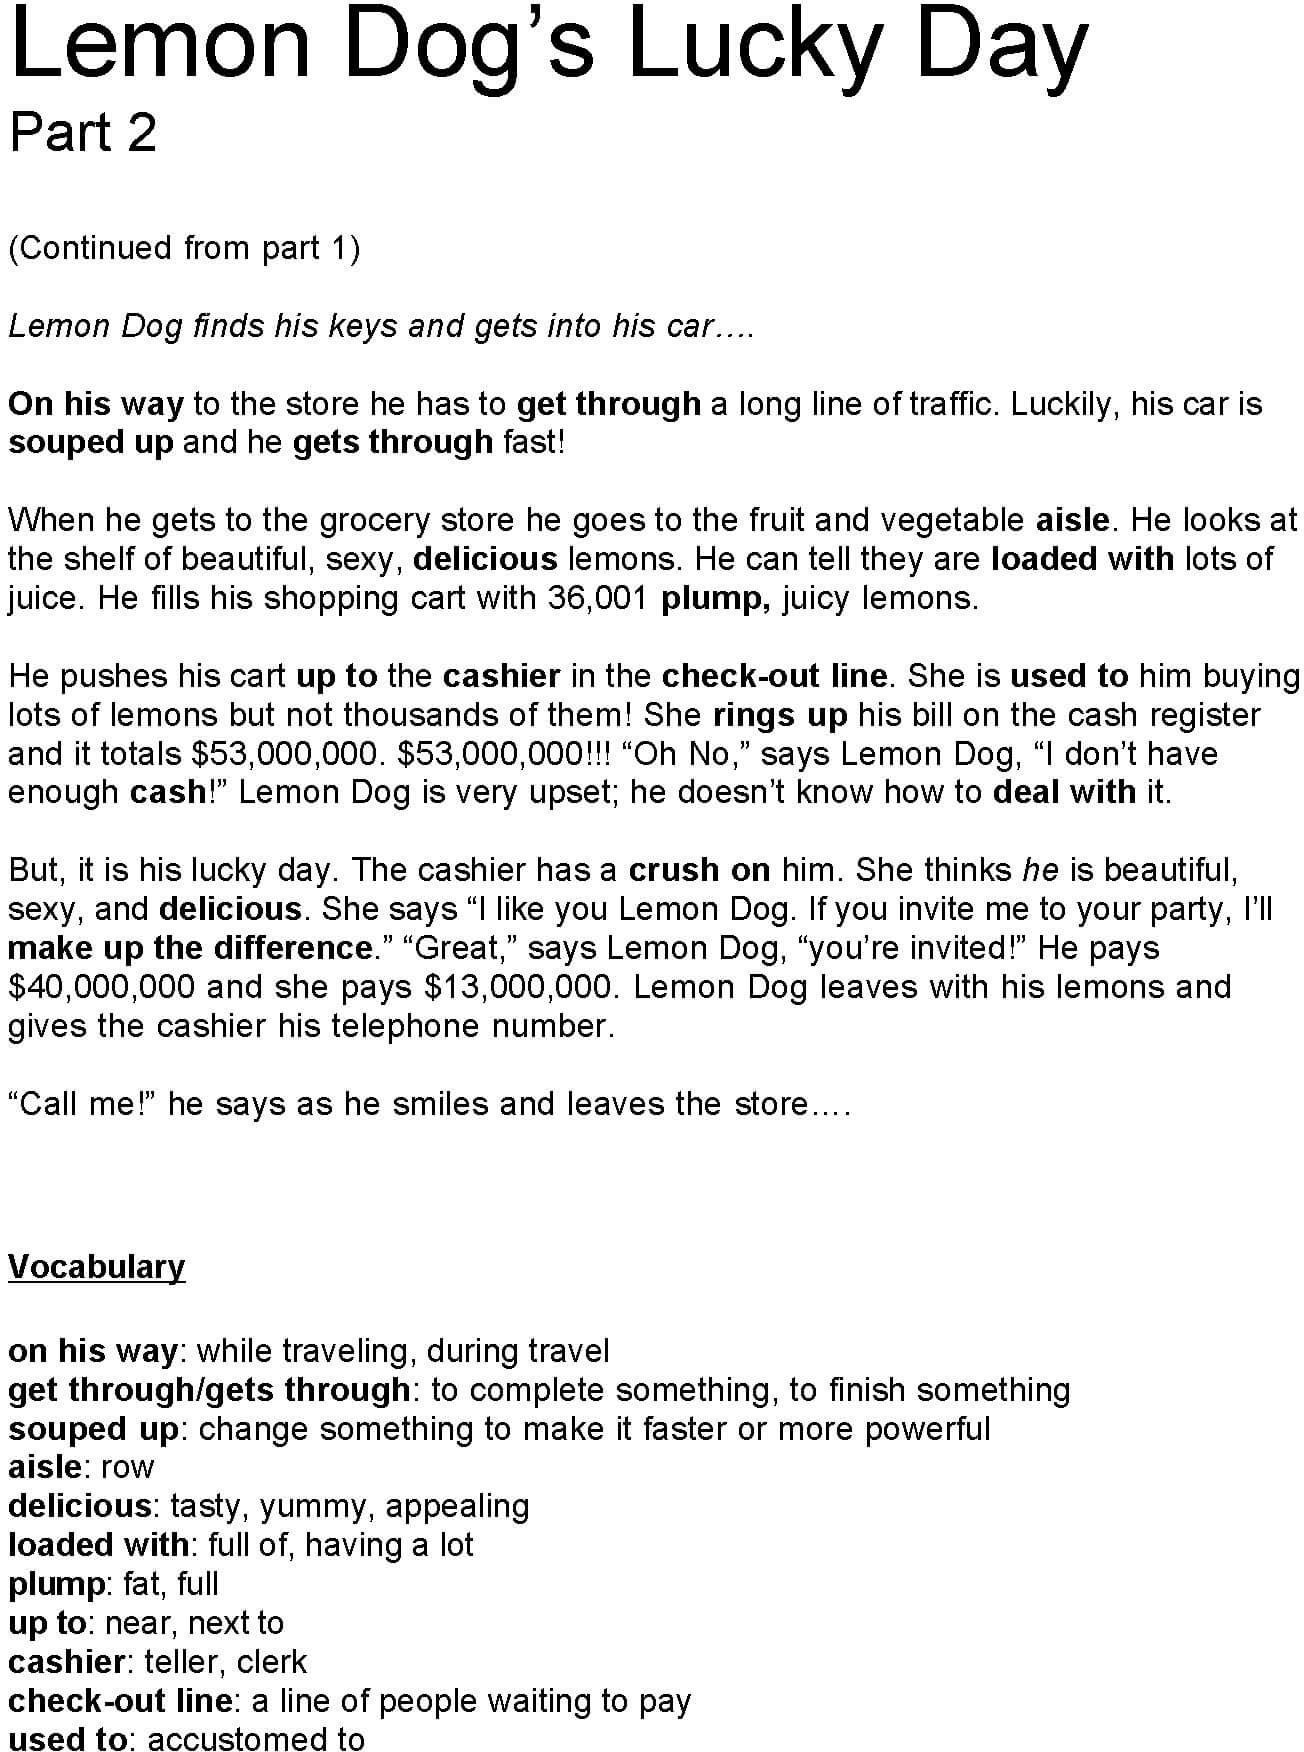 Lemon Dog’s Lucky Day
Part 2
(Continued from part 1)
Lemon Dog finds his keys and gets into his car….
On his way to the store he has to get through a long line of traffic. Luckily, his car is
souped up and he gets through fast!
When he gets to the grocery store he goes to the fruit and vegetable aisle. He looks at
the shelf of beautiful, sexy, delicious lemons. He can tell they are loaded with lots of
juice. He fills his shopping cart with 36,001 plump, juicy lemons.
He pushes his cart up to the cashier in the check-out line. She is used to him buying
lots of lemons but not thousands of them! She rings up his bill on the cash register
and it totals $53,000,000. $53,000,000!!! “Oh No,” says Lemon Dog, “I don’t have
enough cash!” Lemon Dog is very upset; he doesn’t know how to deal with it.
But, it is his lucky day. The cashier has a crush on him. She thinks he is beautiful,
sexy, and delicious. She says “I like you Lemon Dog. If you invite me to your party, I’ll
make up the difference.” “Great,” says Lemon Dog, “you’re invited!” He pays
$40,000,000 and she pays $13,000,000. Lemon Dog leaves with his lemons and
gives the cashier his telephone number.
“Call me!” he says as he smiles and leaves the store….
Vocabulary
on his way: while traveling, during travel
get through/gets through: to complete something, to finish something
souped up: change something to make it faster or more powerful
aisle: row
delicious: tasty, yummy, appealing
loaded with: full of, having a lot
plump: fat, full
up to: near, next to
cashier: teller, clerk
check-out line: a line of people waiting to pay
used to: accustomed to